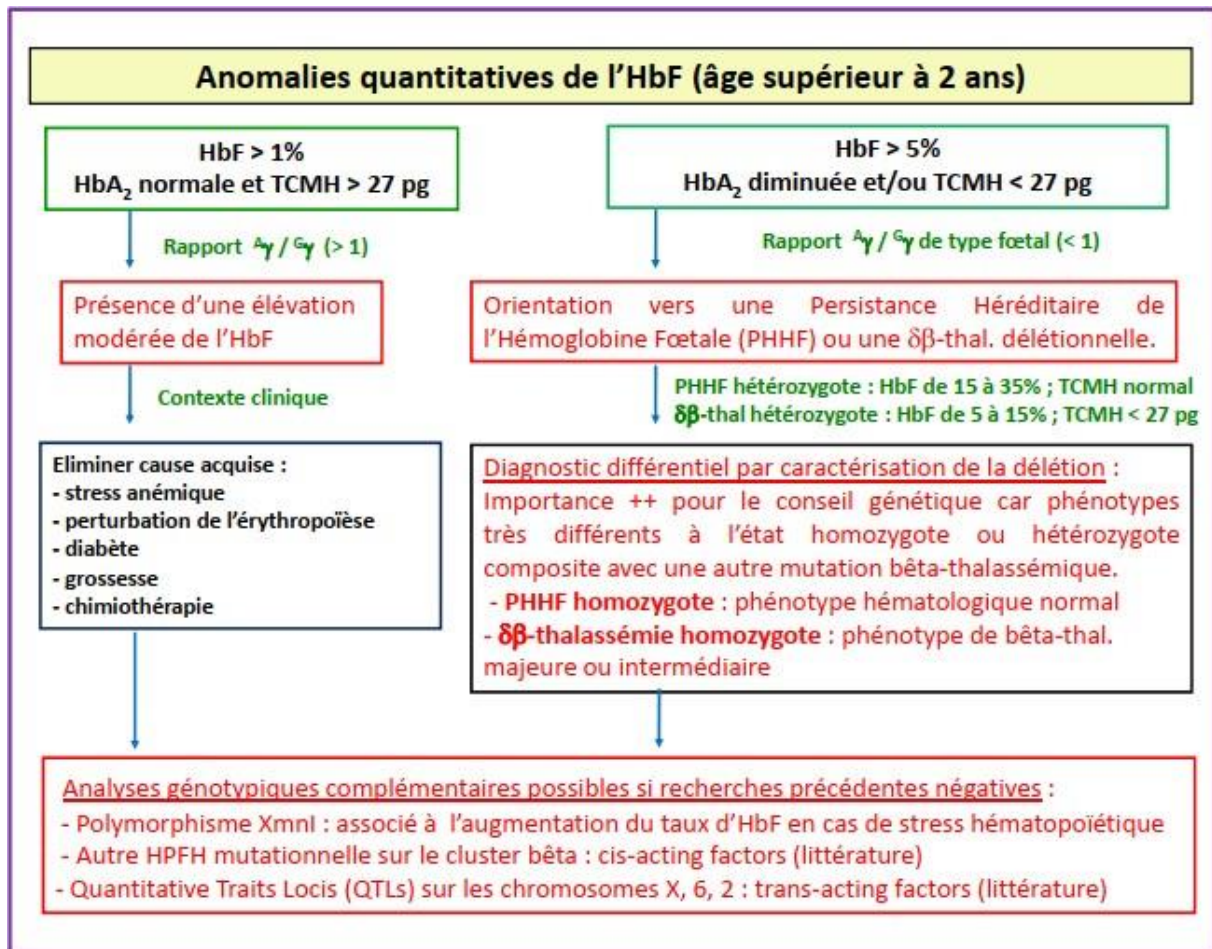 Anomalies quantitatives de l'HbF (âge supérieur à 2 ans)
HbF > 1%
HbA₂ normale et TCMH > 27 pg
Rapport ᴬγ / ᴳγ (> 1)
Présence d'une élévation
modérée de l'HbF
Contexte clinique
Eliminer cause acquise :
- stress anémique
- perturbation de l'érythropoïèse
- diabète
- grossesse
- chimiothérapie
HbF > 5%
HbA₂ diminuée et/ou TCMH < 27 pg
Rapport ᴬγ / ᴳγ de type fœtal (< 1)
Orientation vers une Persistance Héréditaire de
l'Hémoglobine Fœtale (PHHF) ou une δβ-thal. délétionnelle.
PHHF hétérozygote : HbF de 15 à 35% ; TCMH normal
δβ-thal hétérozygote : HbF de 5 à 15% ; TCMH < 27 pg
Diagnostic différentiel par caractérisation de la délétion :
Importance ++ pour le conseil génétique car phénotypes
très différents à l'état homozygote ou hétérozygote
composite avec une autre mutation bêta-thalassémique.
- PHHF homozygote : phénotype hématologique normal
- δβ-thalassémie homozygote : phénotype de bêta-thal.
majeure ou intermédiaire
Analyses génotypiques complémentaires possibles si recherches précédentes négatives :
- Polymorphisme XmnI : associé à l'augmentation du taux d'HbF en cas de stress hématopoïétique
- Autre HPFH mutationnelle sur le cluster bêta : cis-acting factors (littérature)
- Quantitative Traits Locis (QTLs) sur les chromosomes X, 6, 2 : trans-acting factors (littérature)